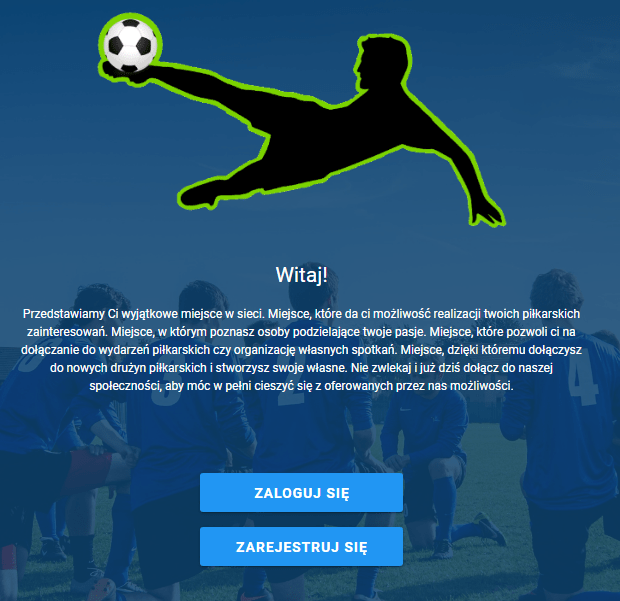 Witaj!
Przedstawiamy Ci wyjątkowe miejsce w sieci. Miejsce, które da ci możliwość realizacji twoich piłkarskich
zainteresowań. Miejsce, w którym poznasz osoby podzielające twoje pasje. Miejsce, które pozwoli ci na
dołączanie do wydarzeń piłkarskich czy organizację własnych spotkań. Miejsce, dzięki któremu dołączysz
do nowych drużyn piłkarskich i stworzysz swoje własne. Nie zwlekaj i już dziś dołącz do naszej
społeczności, aby móc w pełni cieszyć się z oferowanych przez nas możliwości.
4
2
ZALOGUJ SIĘ
ZAREJESTRUJ SIĘ